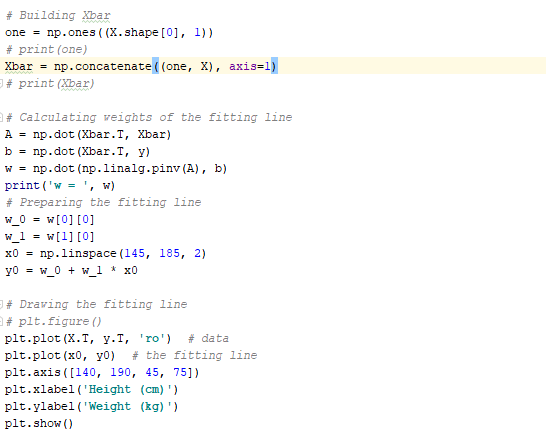 # Building Xbar
one = np.ones((X.shape[0], 1))
# print(one)
Xbar = np.concatenate((one, X), axis=1)
# print(Xbar)
# Calculating weights of the fitting line
A = np.dot(Xbar.T, Xbar)
b = np.dot(Xbar.T, y)
w = np.dot(np.linalg.pinv(A), b)
print('w = ', w)
# Preparing the fitting line
w_0 = w[0][0]
w_1 = w[1][0]
x0 = np.linspace(145, 185, 2)
y0 = w_0 + w_1 * x0
# Drawing the fitting line
# plt.figure()
plt.plot(X.T, y.T, 'ro')  # data
plt.plot(x0, y0)  # the fitting line
plt.axis([140, 190, 45, 75])
plt.xlabel('Height (cm)')
plt.ylabel('Weight (kg)')
plt.show()